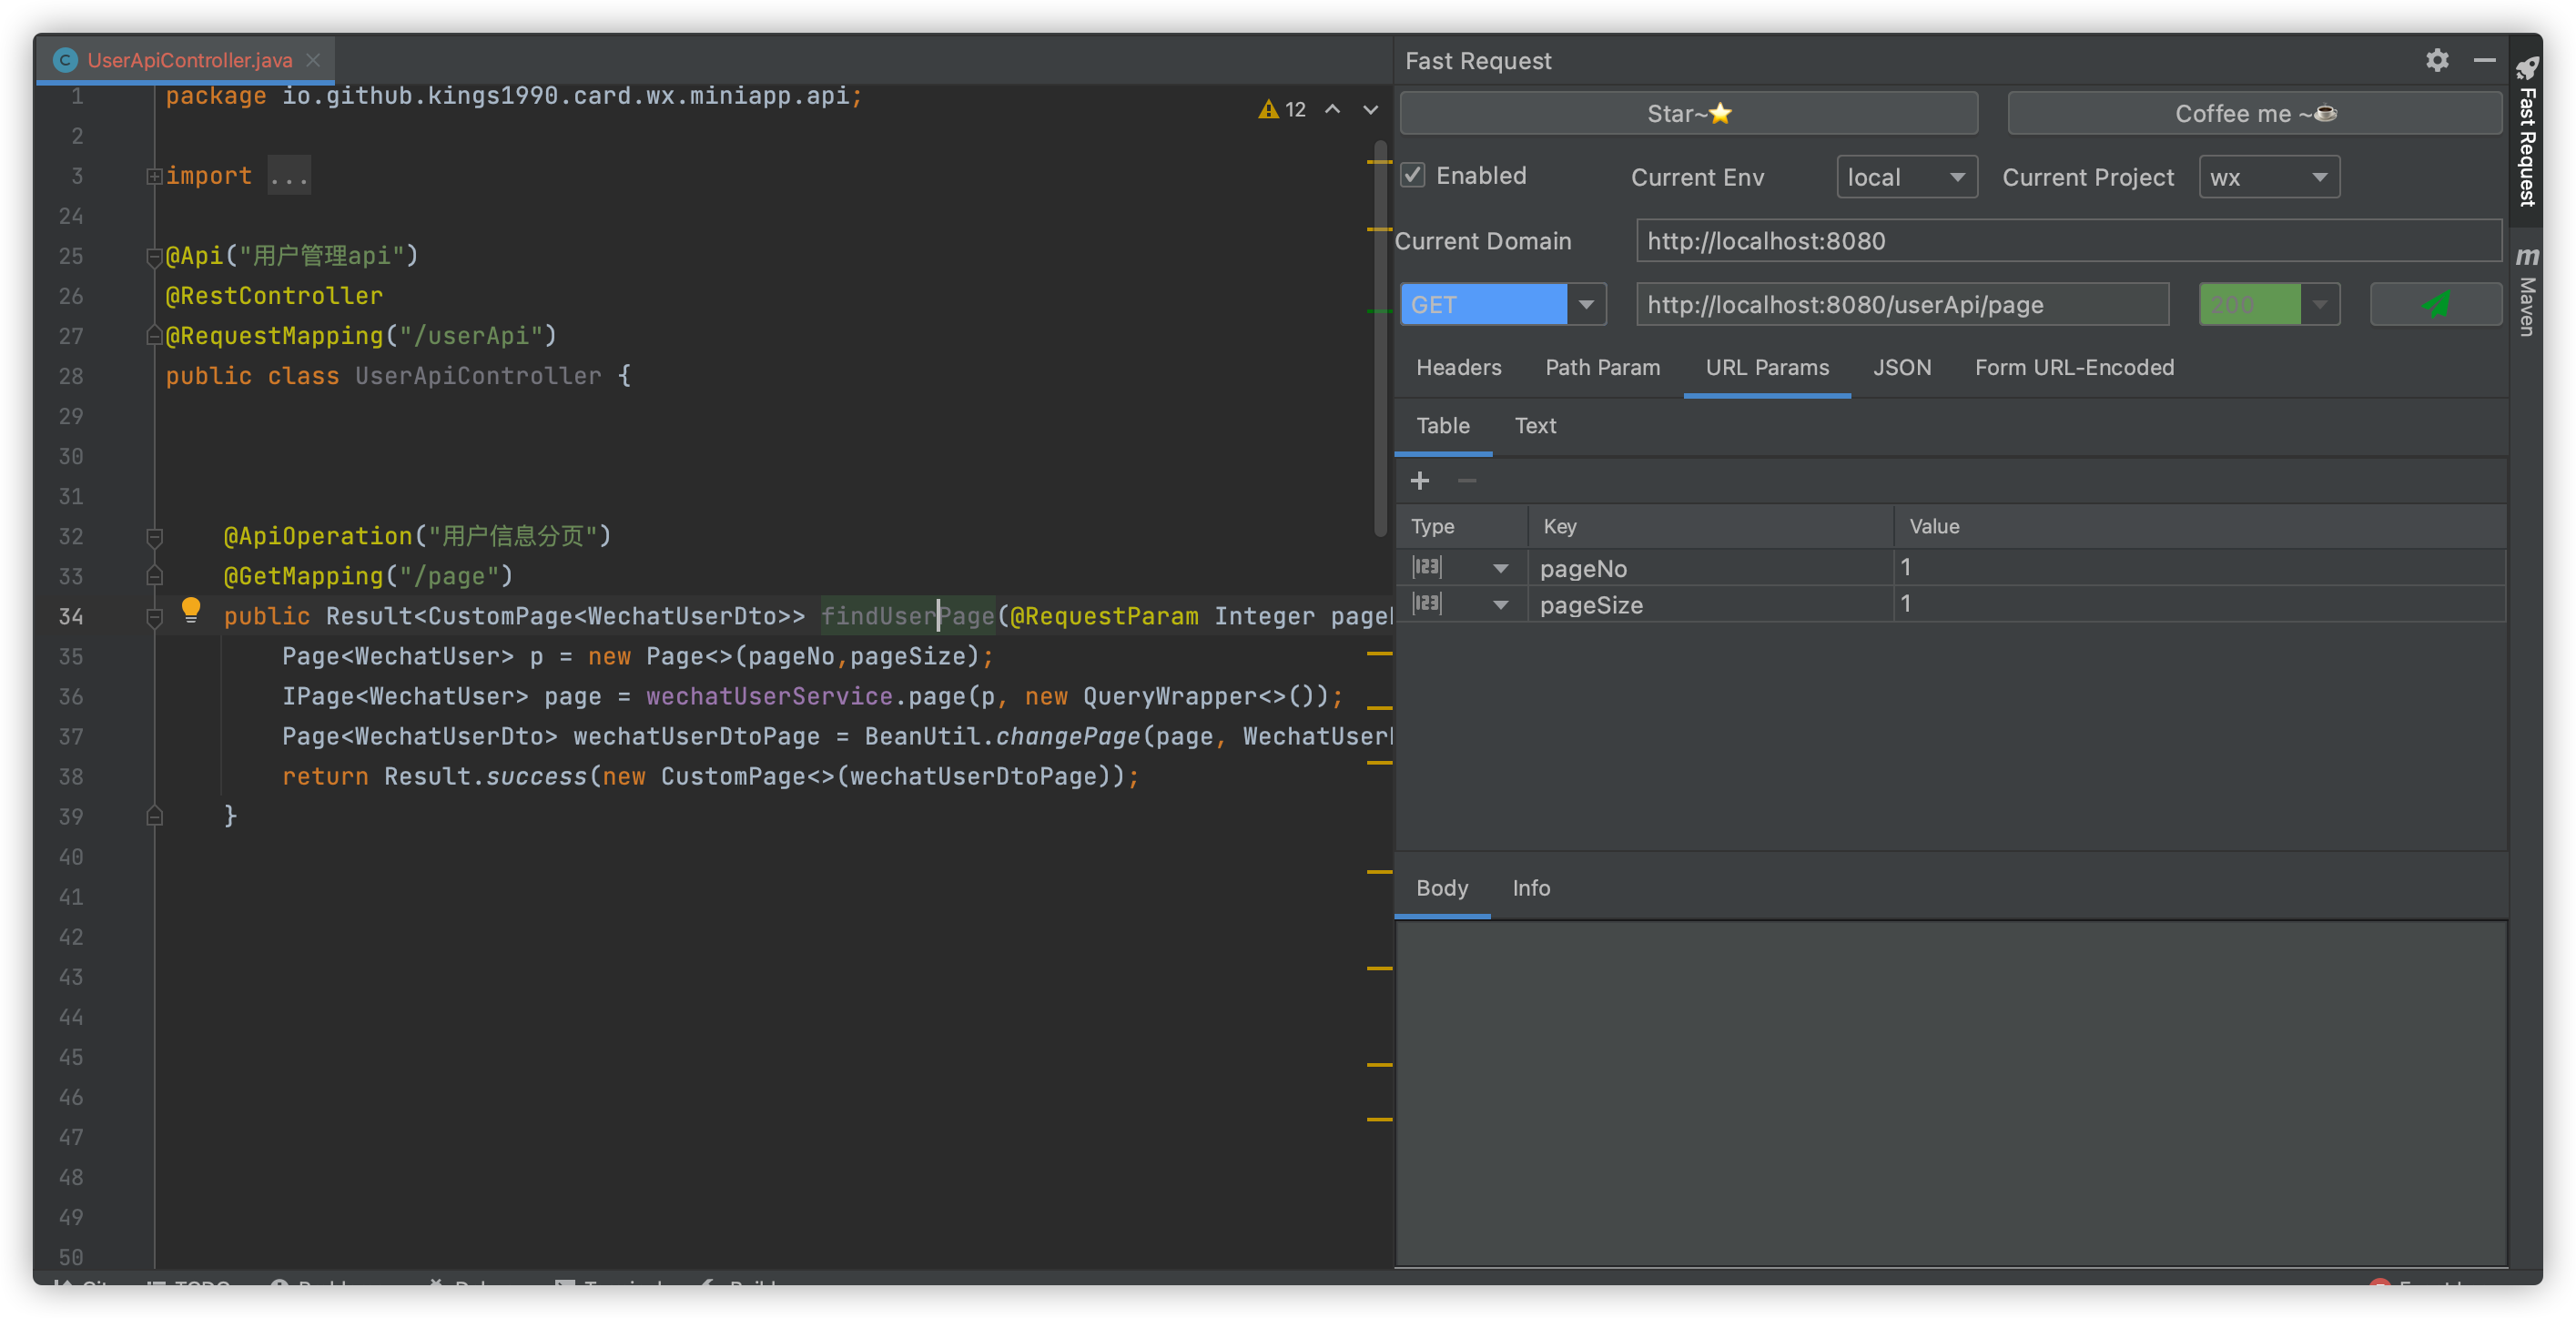 UserApiController.java
1 package io.github.kings1990.card.wx.miniapp.api;
12
2
3 import ...
24
25 @Api("用户管理api")
26 @RestController
27 @RequestMapping("/userApi")
28 public class UserApiController {
29
30
31
32 @ApiOperation("用户信息分页")
33 @GetMapping("/page")
34 public Result<CustomPage<WechatUserDto>> findUserPage(@RequestParam Integer page
35 Page<WechatUser> p = new Page<>(pageNo,pageSize);
36 IPage<WechatUser> page = wechatUserService.page(p, new QueryWrapper<>());
37 Page<WechatUserDto> wechatUserDtoPage = BeanUtil.changePage(page, WechatUser
38 return Result.success(new CustomPage<>(wechatUserDtoPage));
39 }
40
41
42
43
44
45
46
47
48
49
50
Fast Request
Star~⭐
Coffee me ~☕
Enabled
Current Env local
Current Project wx
Current Domain http://localhost:8080
GET http://localhost:8080/userApi/page 200
Headers Path Param URL Params JSON Form URL-Encoded
Table Text
Type Key Value
123 pageNo 1
123 pageSize 1
Body Info
Fast Request
m Maven